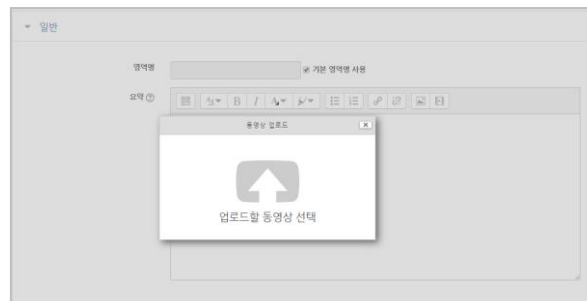 일반
영역명
기본 영역명 사용
요약
동영상 업로드
업로드할 동영상 선택